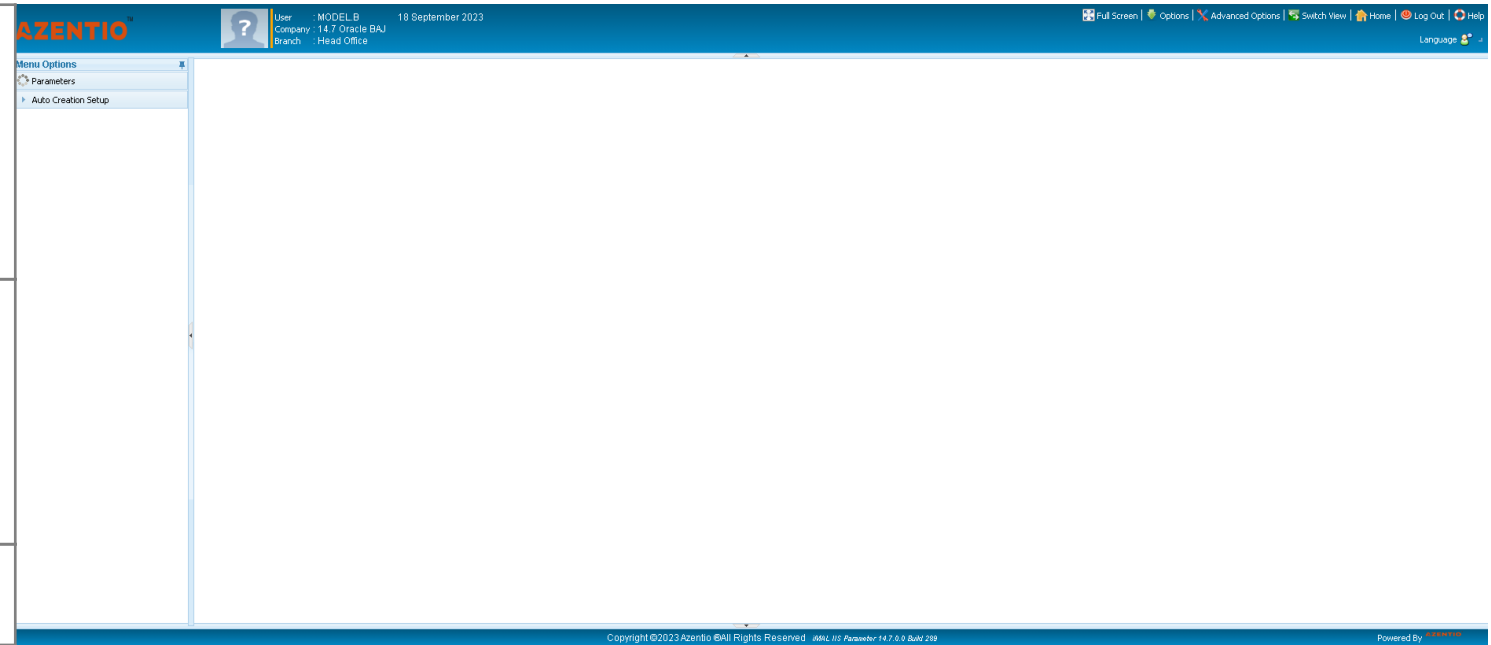 AZENTIO™
User : MODEL.B 18 September 2023
Company : 14.7 Oracle BAJ
Branch : Head Office
Full Screen | Options | Advanced Options | Switch View | Home | Log Out | Help
Language
Menu Options
Parameters
Auto Creation Setup
Copyright ©2023 Azentio ®All Rights Reserved iMAL IIS Parameter 14.7.0.0 Build 289
Powered By AZENTIO